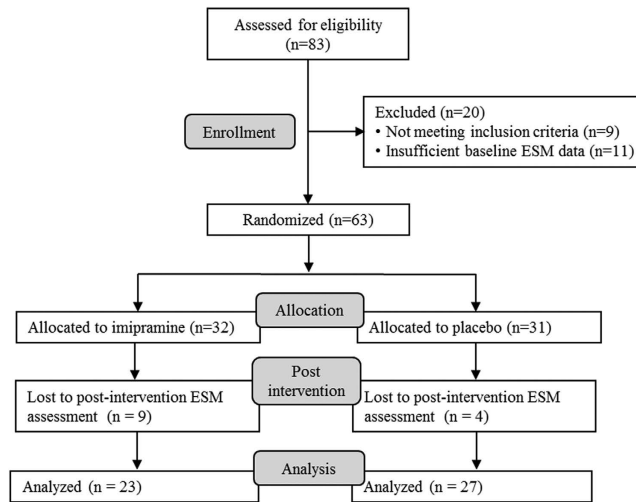 Assessed for eligibility
(n=83)
Excluded (n=20)
• Not meeting inclusion criteria (n=9)
• Insufficient baseline ESM data (n=11)
Enrollment
Randomized (n=63)
Allocation
Allocated to imipramine (n=32)
Allocated to placebo (n=31)
Post
intervention
Lost to post-intervention ESM
assessment (n = 9)
Lost to post-intervention ESM
assessment (n = 4)
Analysis
Analyzed (n = 23)
Analyzed (n = 27)